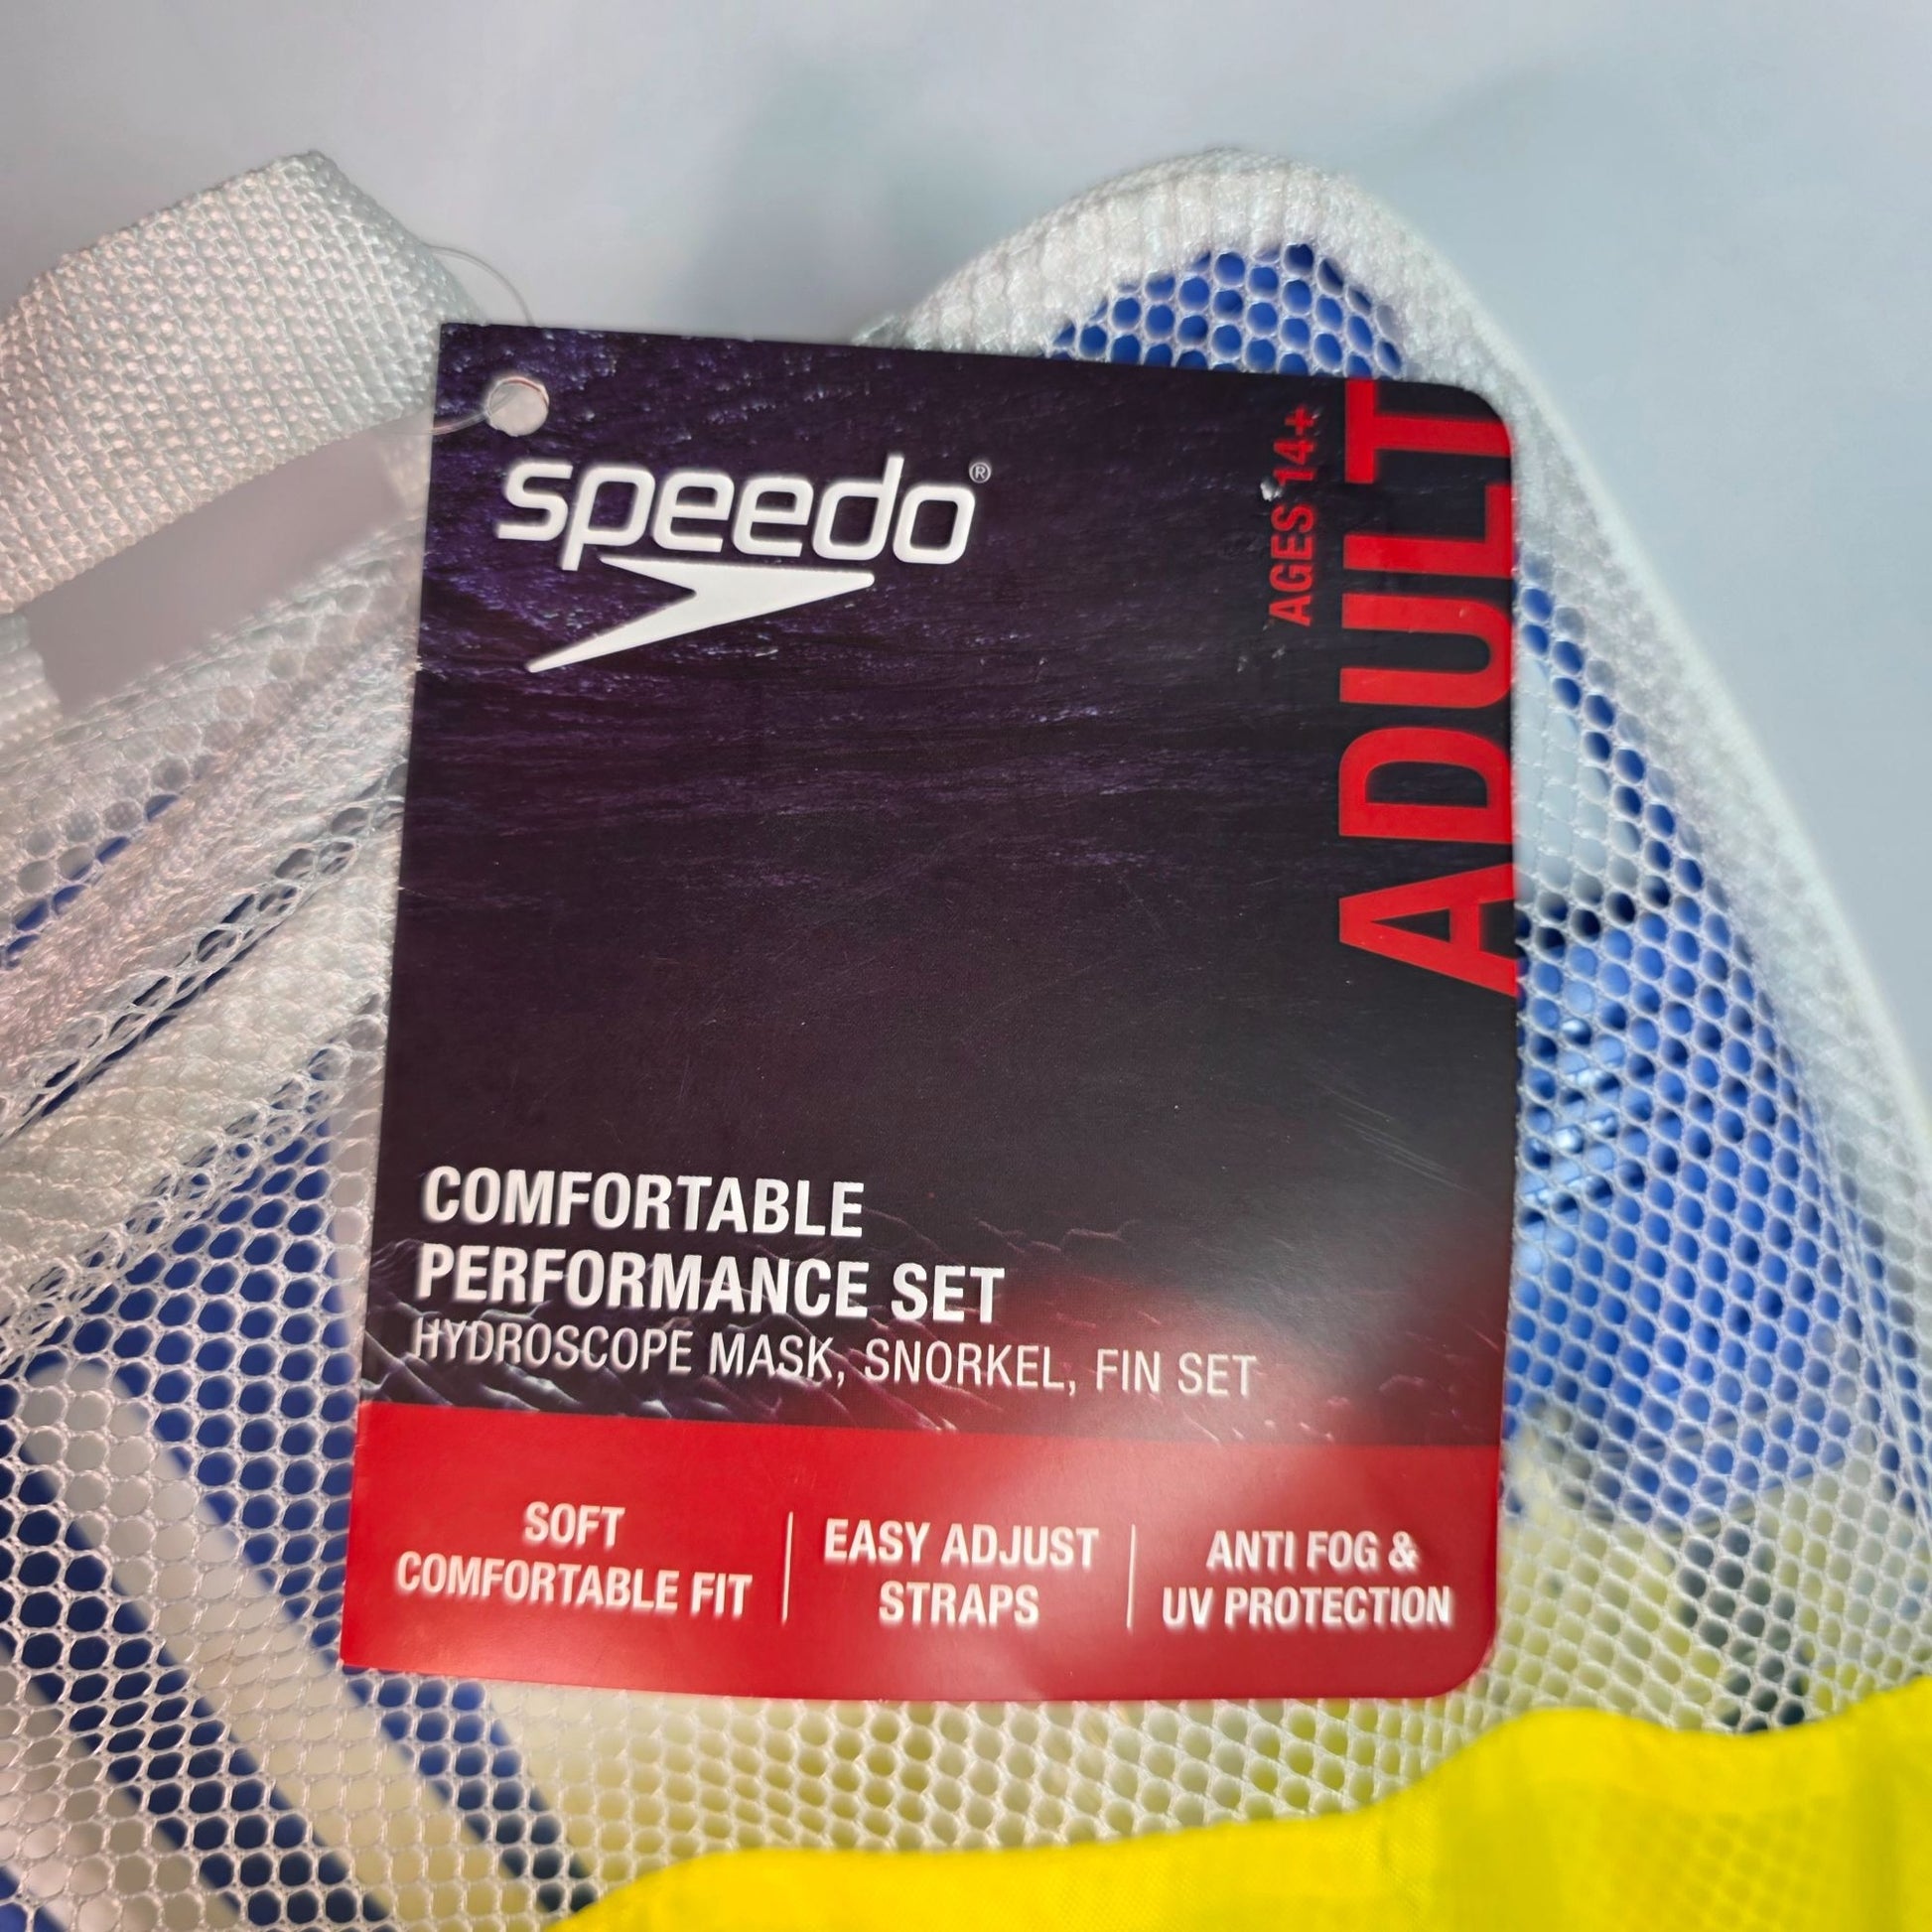 speedo®
AGES 14+
ADULT
COMFORTABLE
PERFORMANCE SET
HYDROSCOPE MASK, SNORKEL, FIN SET
SOFT
COMFORTABLE FIT
EASY ADJUST
STRAPS
ANTI FOG &
UV PROTECTION